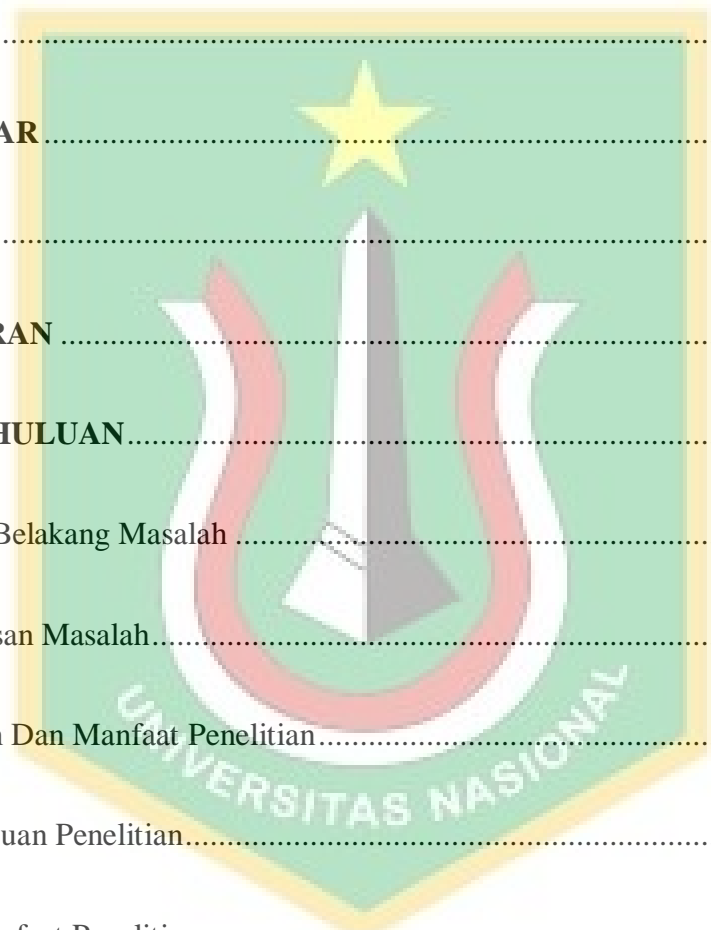 ....................................................................................................
AR....................................................................................................
....................................................................................................
RAN ....................................................................................................
HULUAN....................................................................................................
Belakang Masalah ....................................................................................................
san Masalah....................................................................................................
n Dan Manfaat Penelitian....................................................................................................
uan Penelitian....................................................................................................
UNIVERSITAS NASIONAL